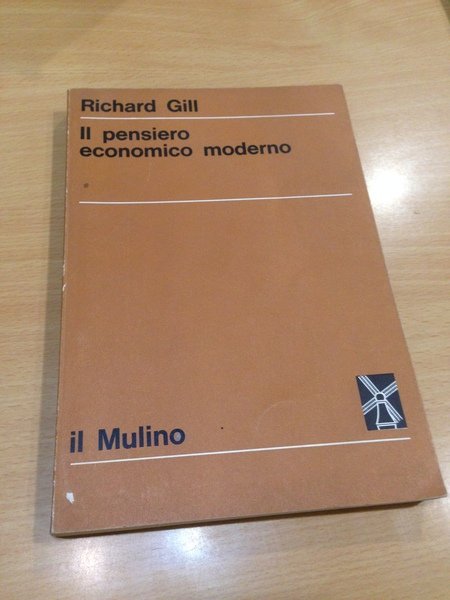 Richard Gill
Il pensiero
economico moderno
il Mulino